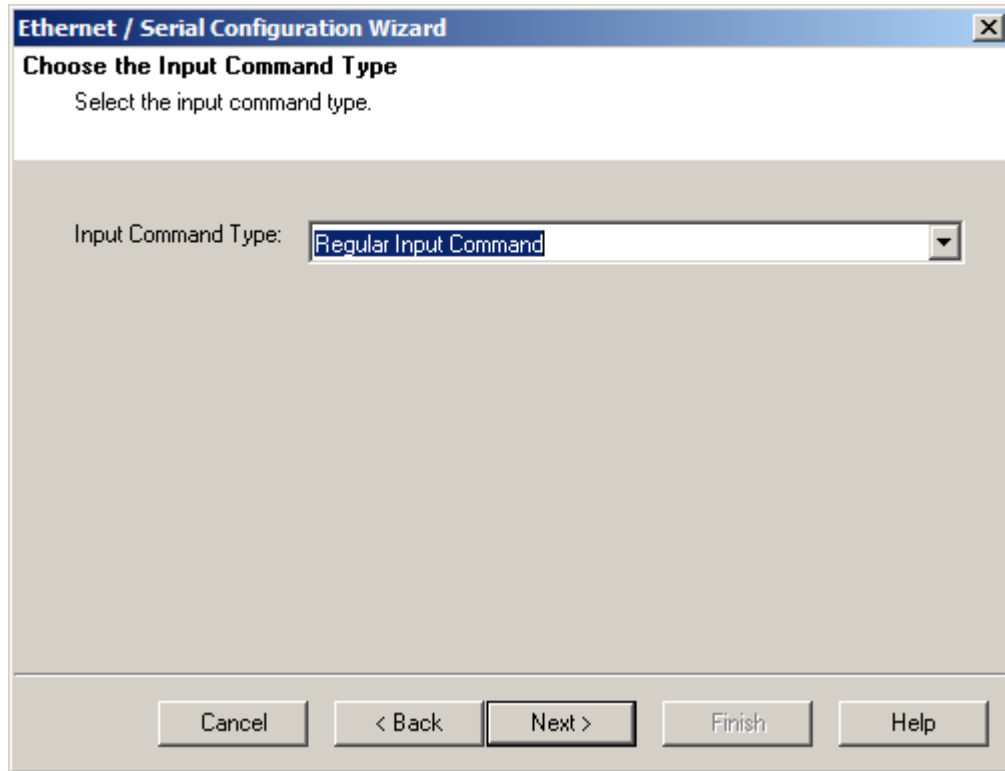 Ethernet / Serial Configuration Wizard
Choose the Input Command Type
Select the input command type.
Input Command Type: Regular Input Command
Cancel < Back Next > Finish Help